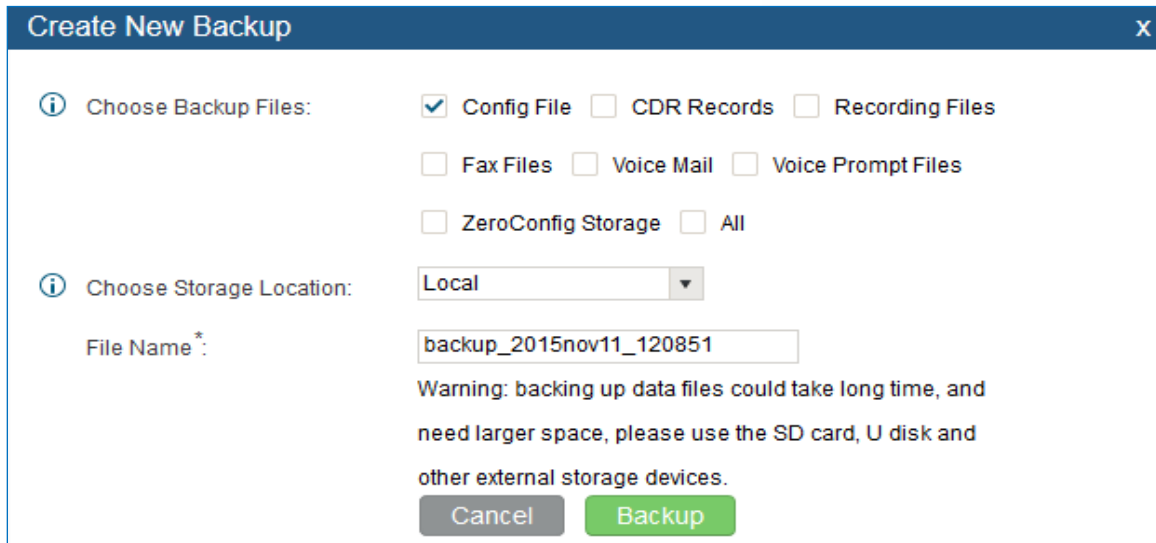 Create New Backup x
Choose Backup Files: Config File CDR Records Recording Files
Fax Files Voice Mail Voice Prompt Files
ZeroConfig Storage All
Choose Storage Location: Local
File Name*: backup_2015nov11_120851
Warning: backing up data files could take long time, and
need larger space, please use the SD card, U disk and
other external storage devices.
Cancel Backup